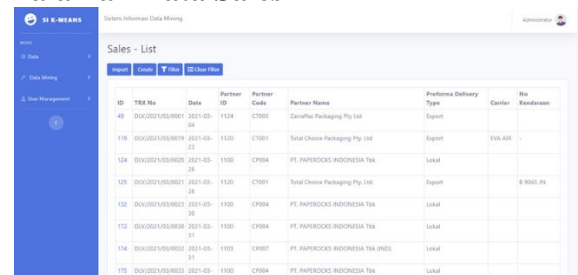 SI K-MEANS
Sistem Informasi Data Mining
Administrator
MENU
Data
Data Mining
User Management
Sales - List
Import Create Filter Clear Filter
ID TRX No Date Partner ID Partner Code Partner Name Proforma Delivery Type Carrier No Kendaraan
49 DLV/2021/03/0001 2021-03-04 1124 CT005 Zarraffas Packaging Pty Ltd Export
119 DLV/2021/03/0019 2021-03-23 1120 CT001 Total Choice Packaging Pty. Ltd Export EVA AIR -
124 DLV/2021/03/0020 2021-03-26 1100 CP004 PT. PAPEROCKS INDONESIA Tbk Lokal
125 DLV/2021/03/0021 2021-03-26 1120 CT001 Total Choice Packaging Pty. Ltd Export B 9065 JN
132 DLV/2021/03/0023 2021-03-30 1100 CP004 PT. PAPEROCKS INDONESIA Tbk Lokal
172 DLV/2021/03/0030 2021-03-31 1100 CP004 PT. PAPEROCKS INDONESIA Tbk Lokal
174 DLV/2021/03/0032 2021-03-31 1103 CP007 PT. PAPEROCKS INDONESIA Tbk (IND) Lokal
175 DLV/2021/03/0033 2021-03- 1100 CP004 PT. PAPEROCKS INDONESIA Tbk Lokal